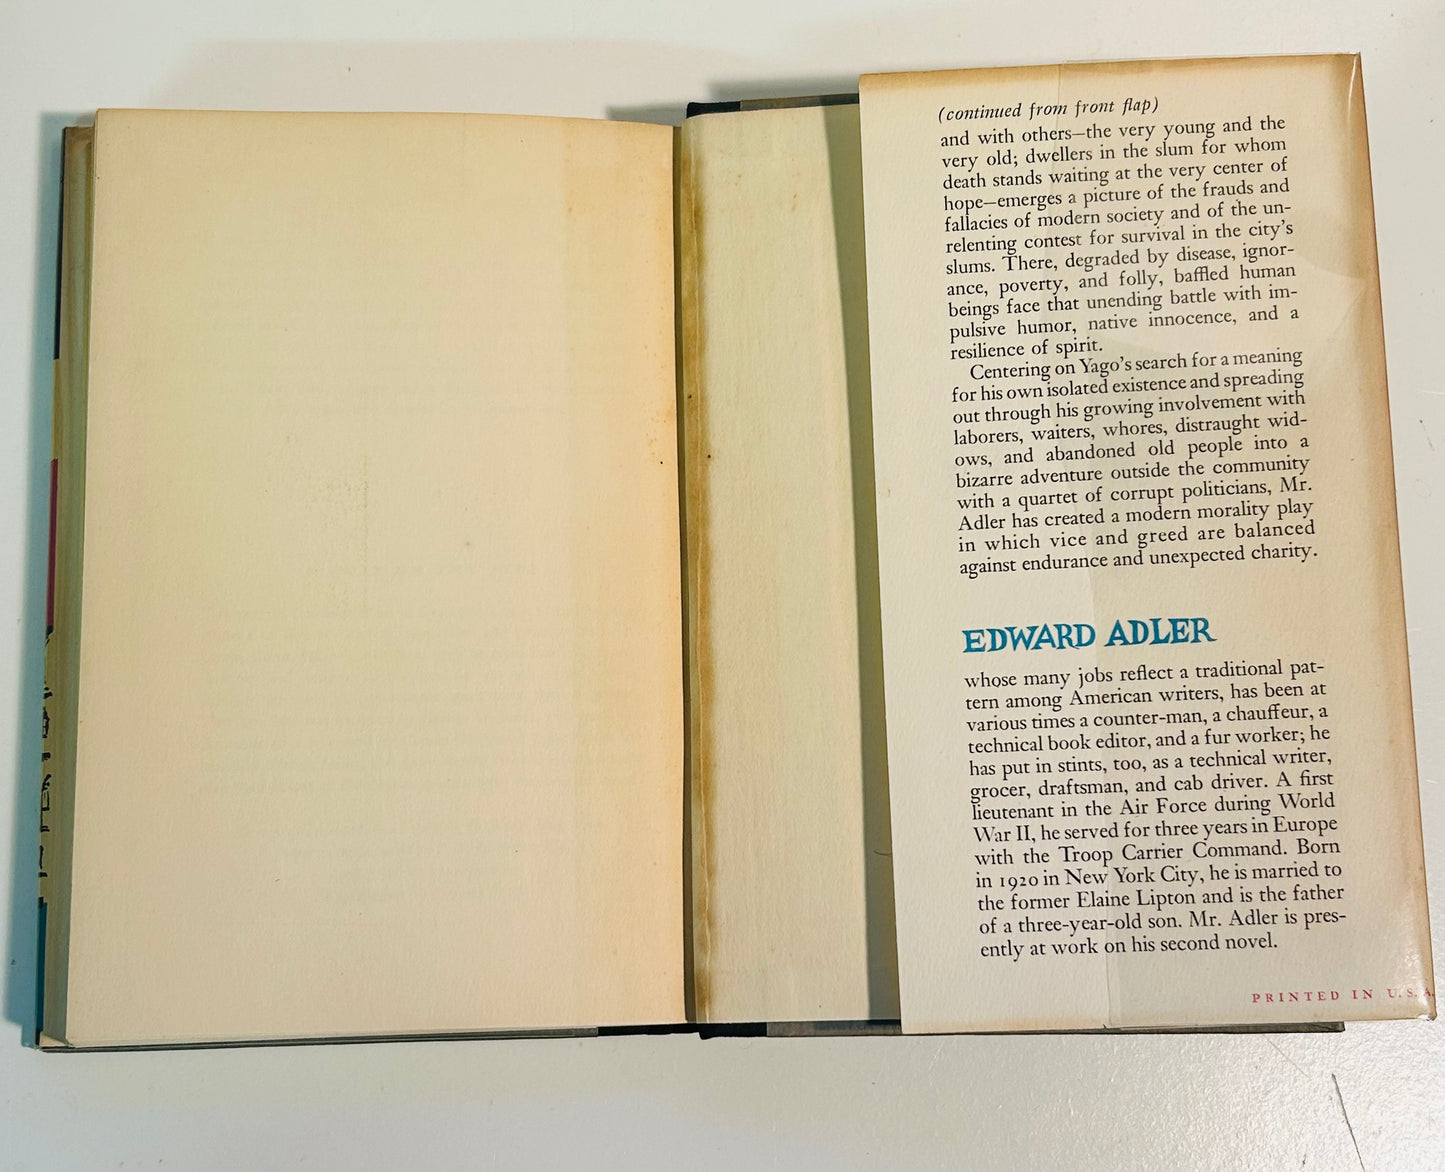 (continued from front flap)
and with others—the very young and the
very old; dwellers in the slum for whom
death stands waiting at the very center of
hope—emerges a picture of the frauds and
fallacies of modern society and of the un-
relenting contest for survival in the city's
slums. There, degraded by disease, ignor-
ance, poverty, and folly, baffled human
beings face that unending battle with im-
pulsive humor, native innocence, and a
resilience of spirit.
Centering on Yago's search for a meaning
for his own isolated existence and spreading
out through his growing involvement with
laborers, waiters, whores, distraught wid-
ows, and abandoned old people into a
bizarre adventure outside the community
with a quartet of corrupt politicians, Mr.
Adler has created a modern morality play
in which vice and greed are balanced
against endurance and unexpected charity.
EDWARD ADLER
whose many jobs reflect a traditional pat-
tern among American writers, has been at
various times a counter-man, a chauffeur, a
technical book editor, and a fur worker; he
has put in stints, too, as a technical writer,
grocer, draftsman, and cab driver. A first
lieutenant in the Air Force during World
War II, he served for three years in Europe
with the Troop Carrier Command. Born
in 1920 in New York City, he is married to
the former Elaine Lipton and is the father
of a three-year-old son. Mr. Adler is pres-
ently at work on his second novel.
PRINTED IN U.S.A.